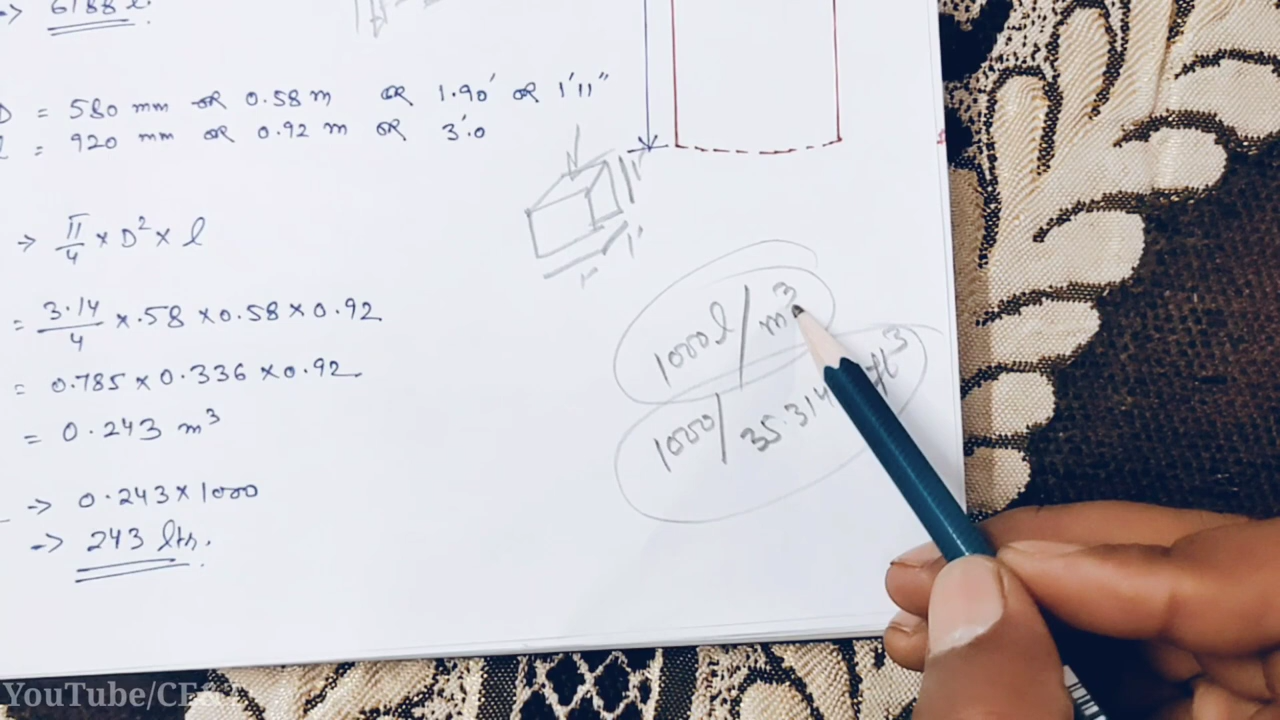 -> 6188 l.
D = 580 mm OR 0.58 m OR 1.90' OR 1'11"
l = 920 mm OR 0.92 m OR 3'.0
-> π/4 × D² × l
= 3.14/4 × .58 × 0.58 × 0.92
= 0.785 × 0.336 × 0.92
= 0.243 m³
-> 0.243 × 1000
-> 243 lts.
1'
1'
1000 l / m³
1000 / 35.314 ft³
YouTube/CE&